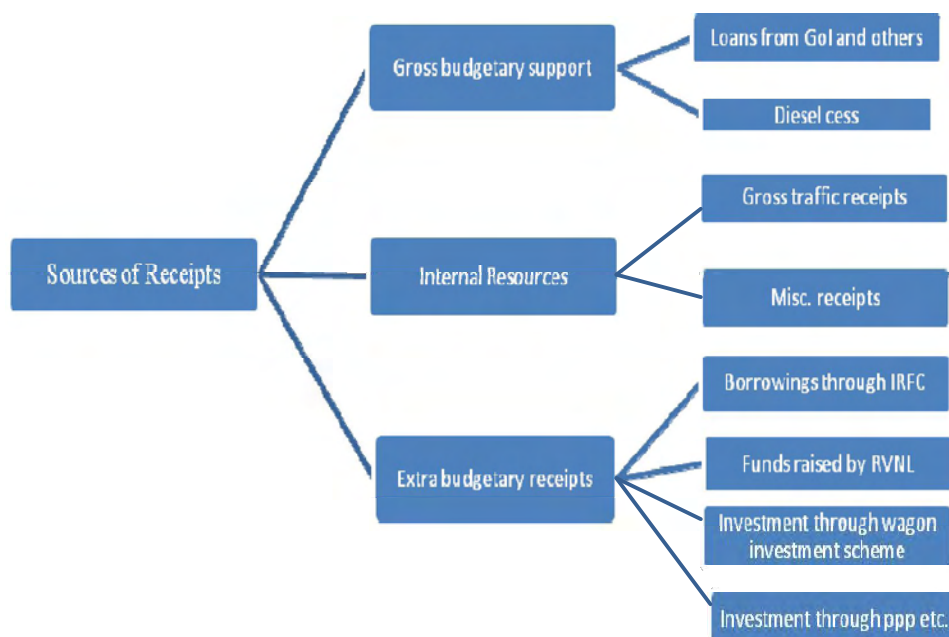 Sources of Receipts
Gross budgetary support
Loans from GoI and others
Diesel cess
Internal Resources
Gross traffic receipts
Misc. receipts
Extra budgetary receipts
Borrowings through IRFC
Funds raised by RVNL
Investment through wagon
investment scheme
Investment through ppp etc.